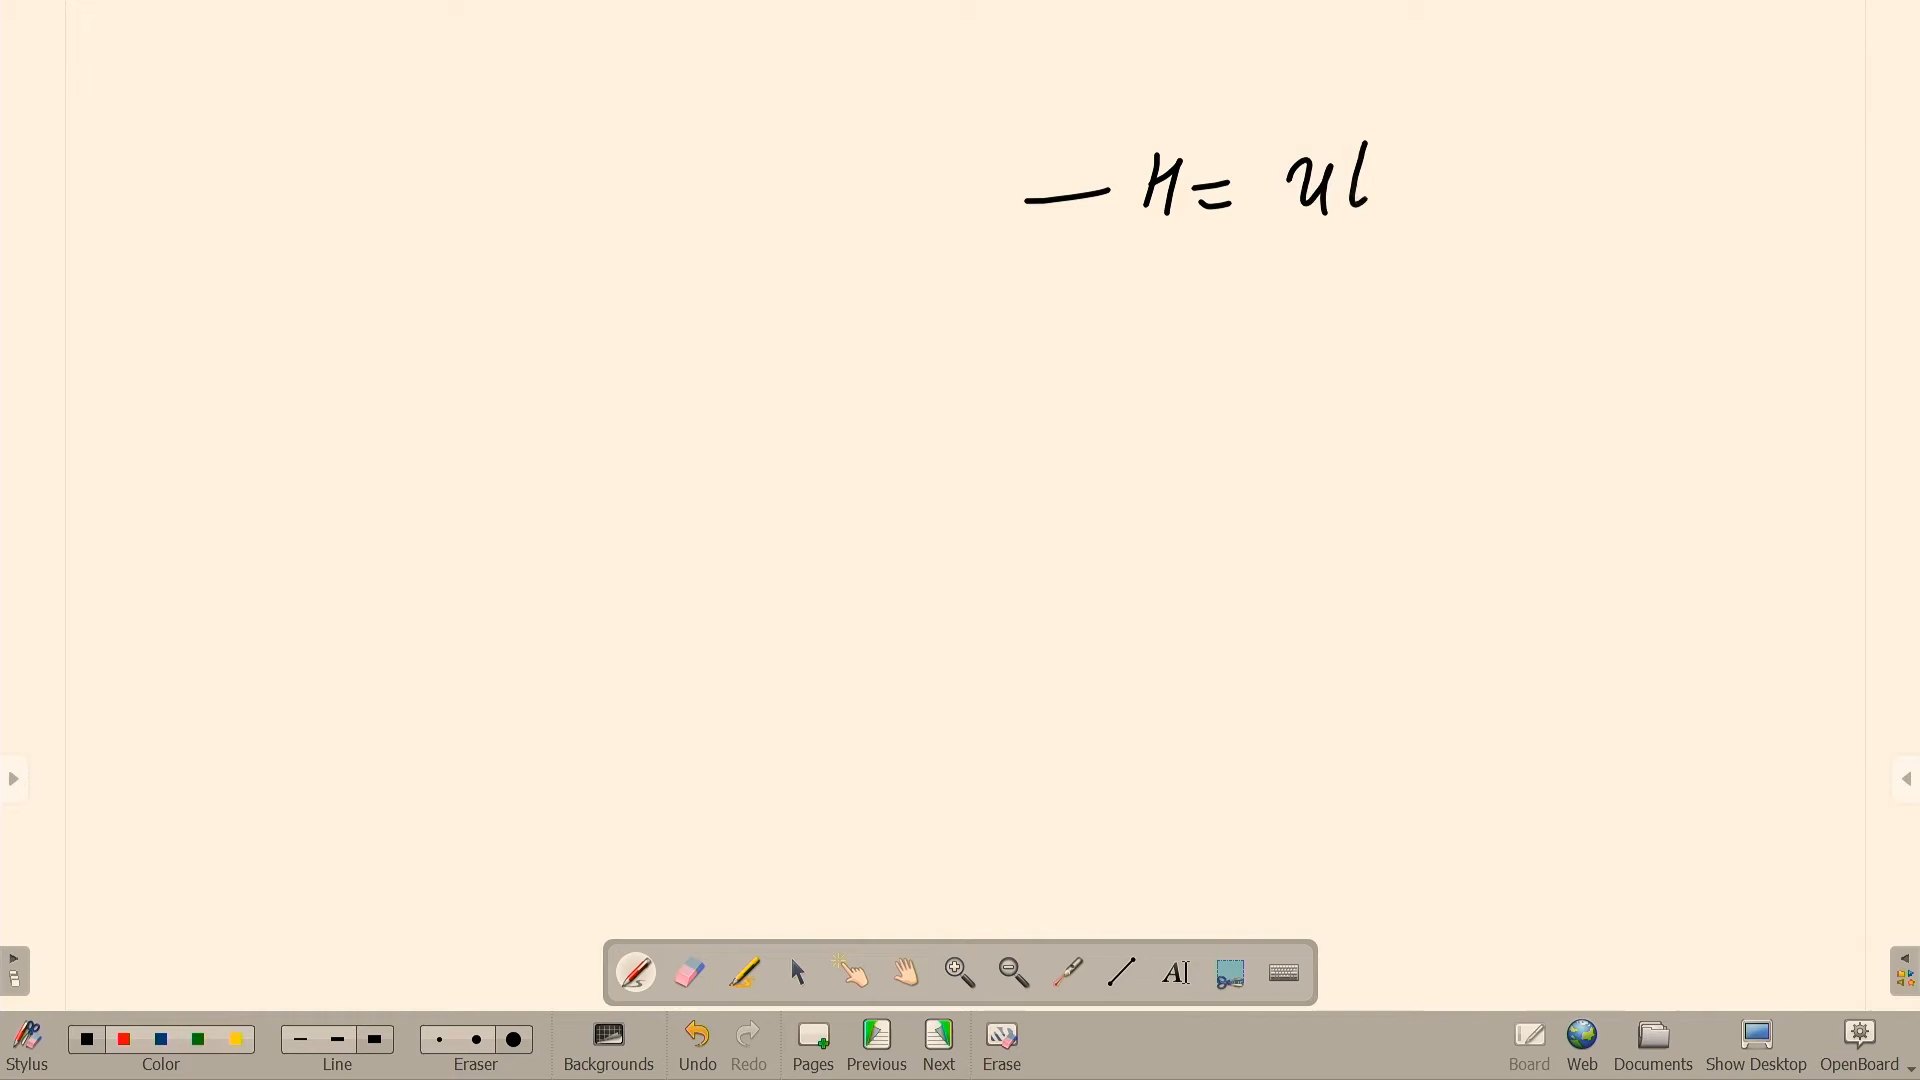 — H = ul
Stylus
Color
Line
Eraser
Backgrounds
Undo
Redo
Pages
Previous
Next
Erase
Board
Web
Documents
Show Desktop
OpenBoard